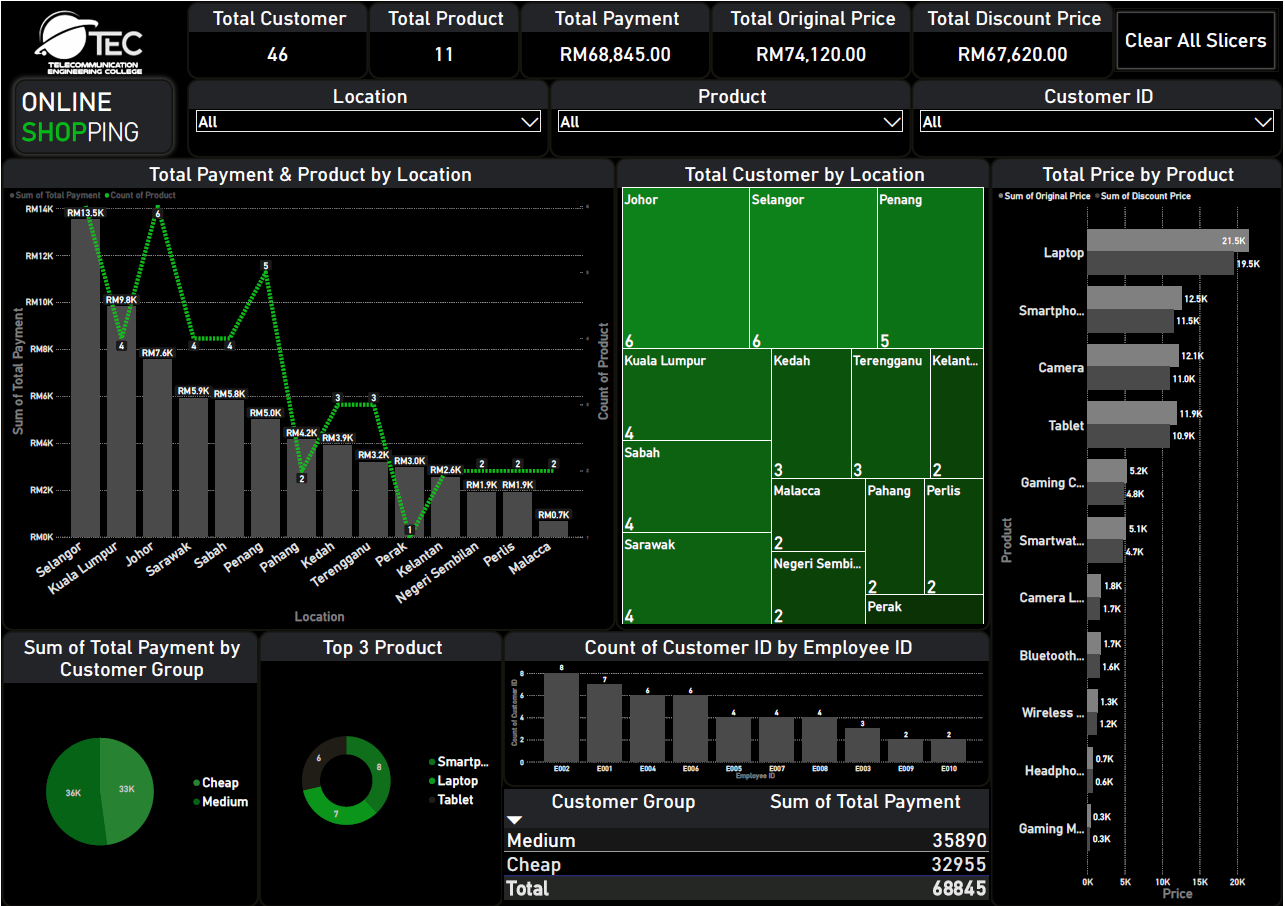 TEC
TELECOMMUNICATION
ENGINEERING COLLEGE
ONLINE
SHOPPING
Total Customer
46
Total Product
11
Total Payment
RM68,845.00
Total Original Price
RM74,120.00
Total Discount Price
RM67,620.00
Clear All Slicers
Location
All
Product
All
Customer ID
All
Total Payment & Product by Location
Sum of Total Payment Count of Product
Sum of Total Payment
RM14K
RM12K
RM10K
RM8K
RM6K
RM4K
RM2K
RM0K
RM13.5K
RM9.8K
RM7.6K
RM5.9K
RM5.8K
RM5.0K
RM4.2K
RM3.9K
RM3.2K
RM3.0K
RM2.6K
RM1.9K
RM1.9K
RM0.7K
4
6
4
4
5
2
3
3
1
2
2
2
Count of Product
Selangor
Kuala Lumpur
Johor
Sarawak
Sabah
Penang
Pahang
Kedah
Terengganu
Perak
Kelantan
Negeri Sembilan
Perlis
Malacca
Location
Total Customer by Location
Johor
6
Selangor
6
Penang
5
Kuala Lumpur
4
Sabah
4
Sarawak
4
Kedah
3
Terengganu
3
Kelant...
2
Malacca
2
Negeri Sembi...
2
Pahang
2
Perlis
2
Perak
Total Price by Product
Sum of Original Price Sum of Discount Price
Product
Laptop
21.5K
19.5K
Smartpho...
12.5K
11.5K
Camera
12.1K
11.0K
Tablet
11.9K
10.9K
Gaming C...
5.2K
4.8K
Smartwat...
5.1K
4.7K
Camera L...
1.8K
1.7K
Bluetooth...
1.7K
1.6K
Wireless ...
1.3K
1.2K
Headpho...
0.7K
0.6K
Gaming M...
0.3K
0.3K
0K 5K 10K 15K 20K
Price
Sum of Total Payment by
Customer Group
36K
33K
Cheap
Medium
Top 3 Product
6
8
7
Smartp...
Laptop
Tablet
Count of Customer ID by Employee ID
Count of Customer ID
8
6
4
2
0
8
7
6
6
4
4
4
3
2
2
E002 E001 E004 E006 E005 E007 E008 E003 E009 E010
Employee ID
Customer Group Sum of Total Payment
Medium 35890
Cheap 32955
Total 68845